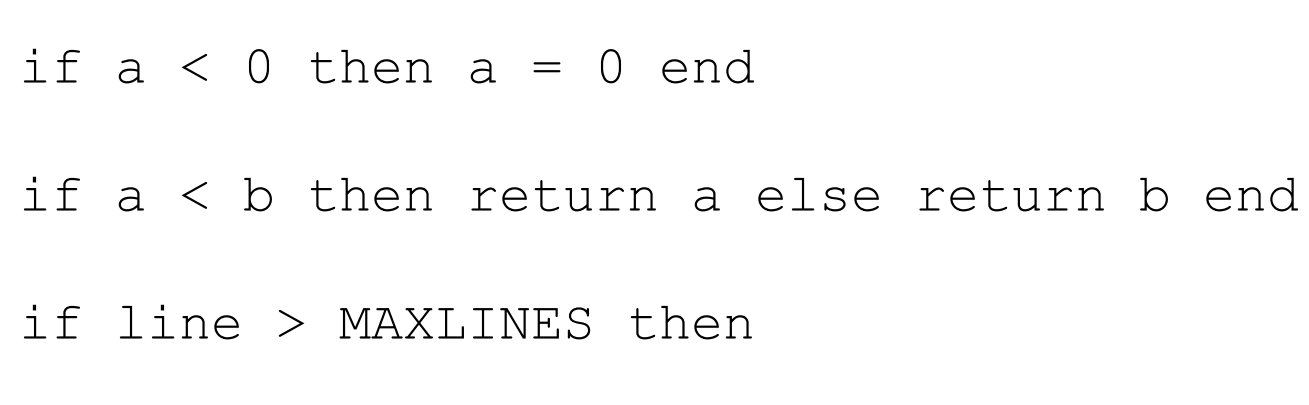 if a < 0 then a = 0 end
if a < b then return a else return b end
if line > MAXLINES then